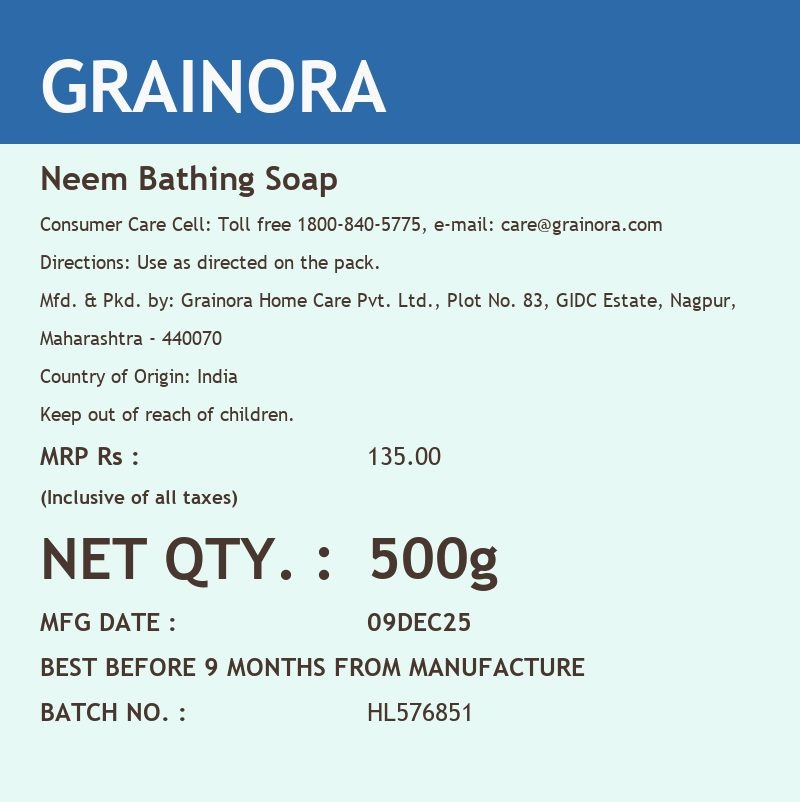 GRAINORA
Neem Bathing Soap
Consumer Care Cell: Toll free 1800-840-5775, e-mail: care@grainora.com
Directions: Use as directed on the pack.
Mfd. & Pkd. by: Grainora Home Care Pvt. Ltd., Plot No. 83, GIDC Estate, Nagpur,
Maharashtra - 440070
Country of Origin: India
Keep out of reach of children.
MRP Rs : 135.00
(Inclusive of all taxes)
NET QTY. : 500g
MFG DATE : 09DEC25
BEST BEFORE 9 MONTHS FROM MANUFACTURE
BATCH NO. : HL576851